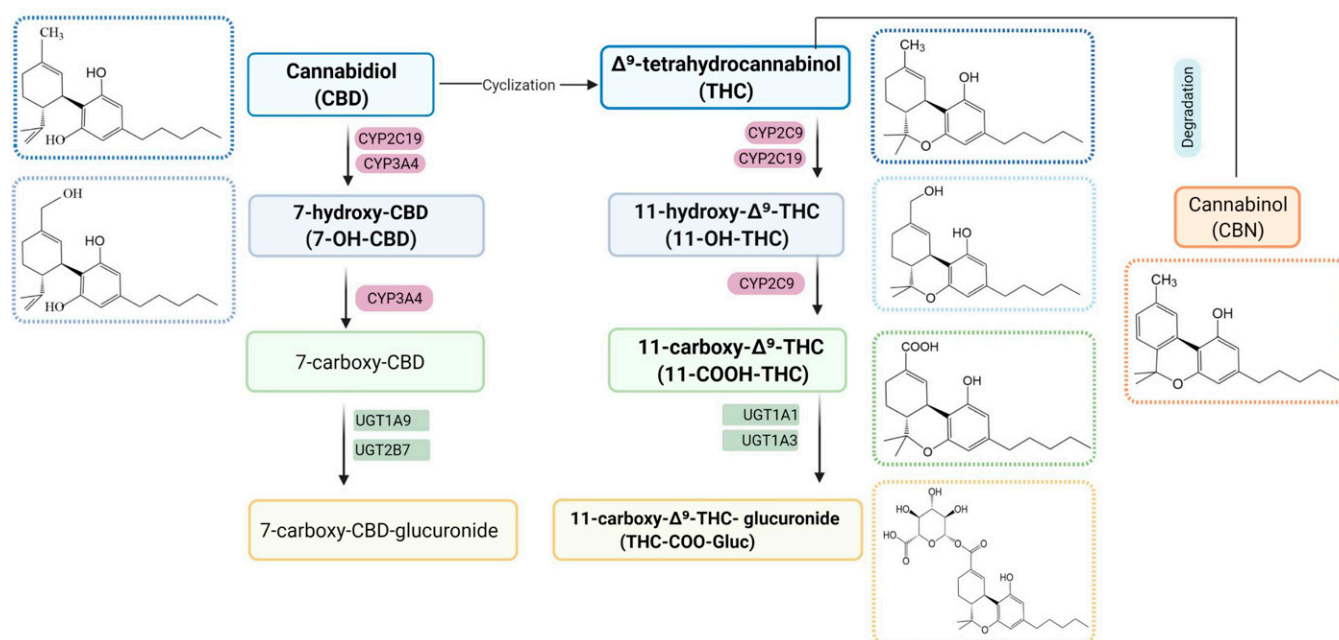 CH₃
HO
HO
Cannabidiol
(CBD)
Cyclization
Δ⁹-tetrahydrocannabinol
(THC)
CH₃
OH
O
Degradation
CYP2C19
CYP3A4
CYP2C9
CYP2C19
OH
HO
HO
7-hydroxy-CBD
(7-OH-CBD)
11-hydroxy-Δ⁹-THC
(11-OH-THC)
OH
OH
O
Cannabinol
(CBN)
CYP3A4
CYP2C9
CH₃
OH
O
7-carboxy-CBD
11-carboxy-Δ⁹-THC
(11-COOH-THC)
COOH
OH
O
UGT1A9
UGT2B7
UGT1A1
UGT1A3
7-carboxy-CBD-glucuronide
11-carboxy-Δ⁹-THC- glucuronide
(THC-COO-Gluc)
OH
HO
OH
HO
O
O
O
O
HO
O